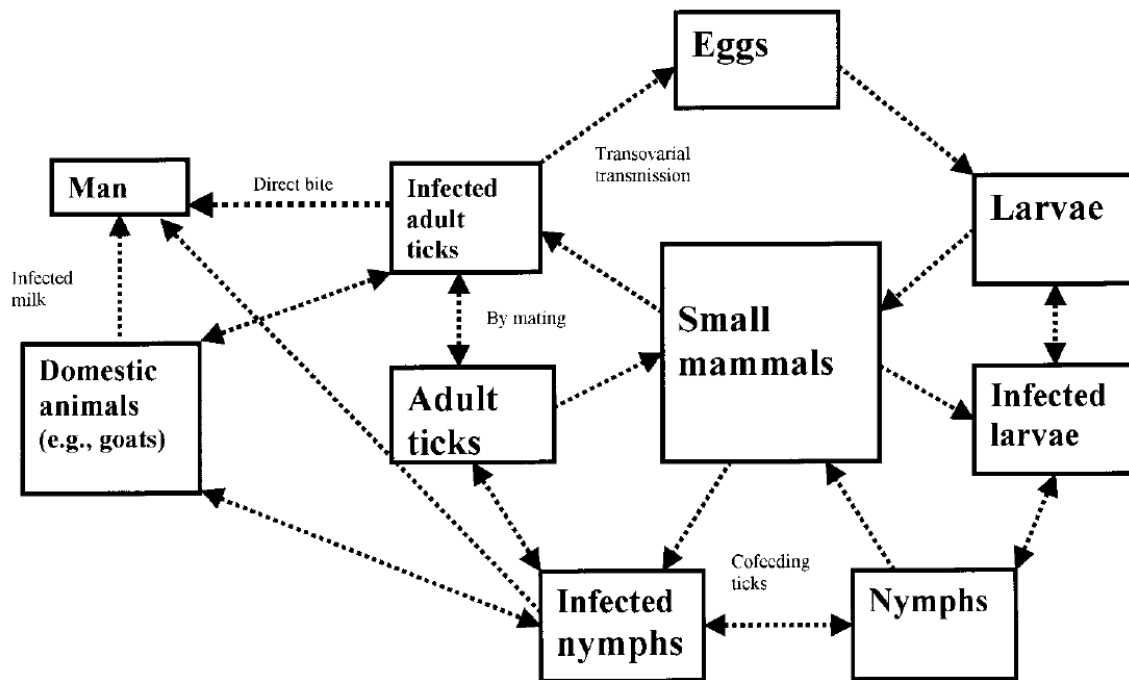 Eggs
Transovarial
transmission
Man
Direct bite
Infected
adult
ticks
Larvae
Infected
milk
By mating
Small
mammals
Domestic
animals
(e.g., goats)
Adult
ticks
Infected
larvae
Cofeeding
ticks
Infected
nymphs
Nymphs